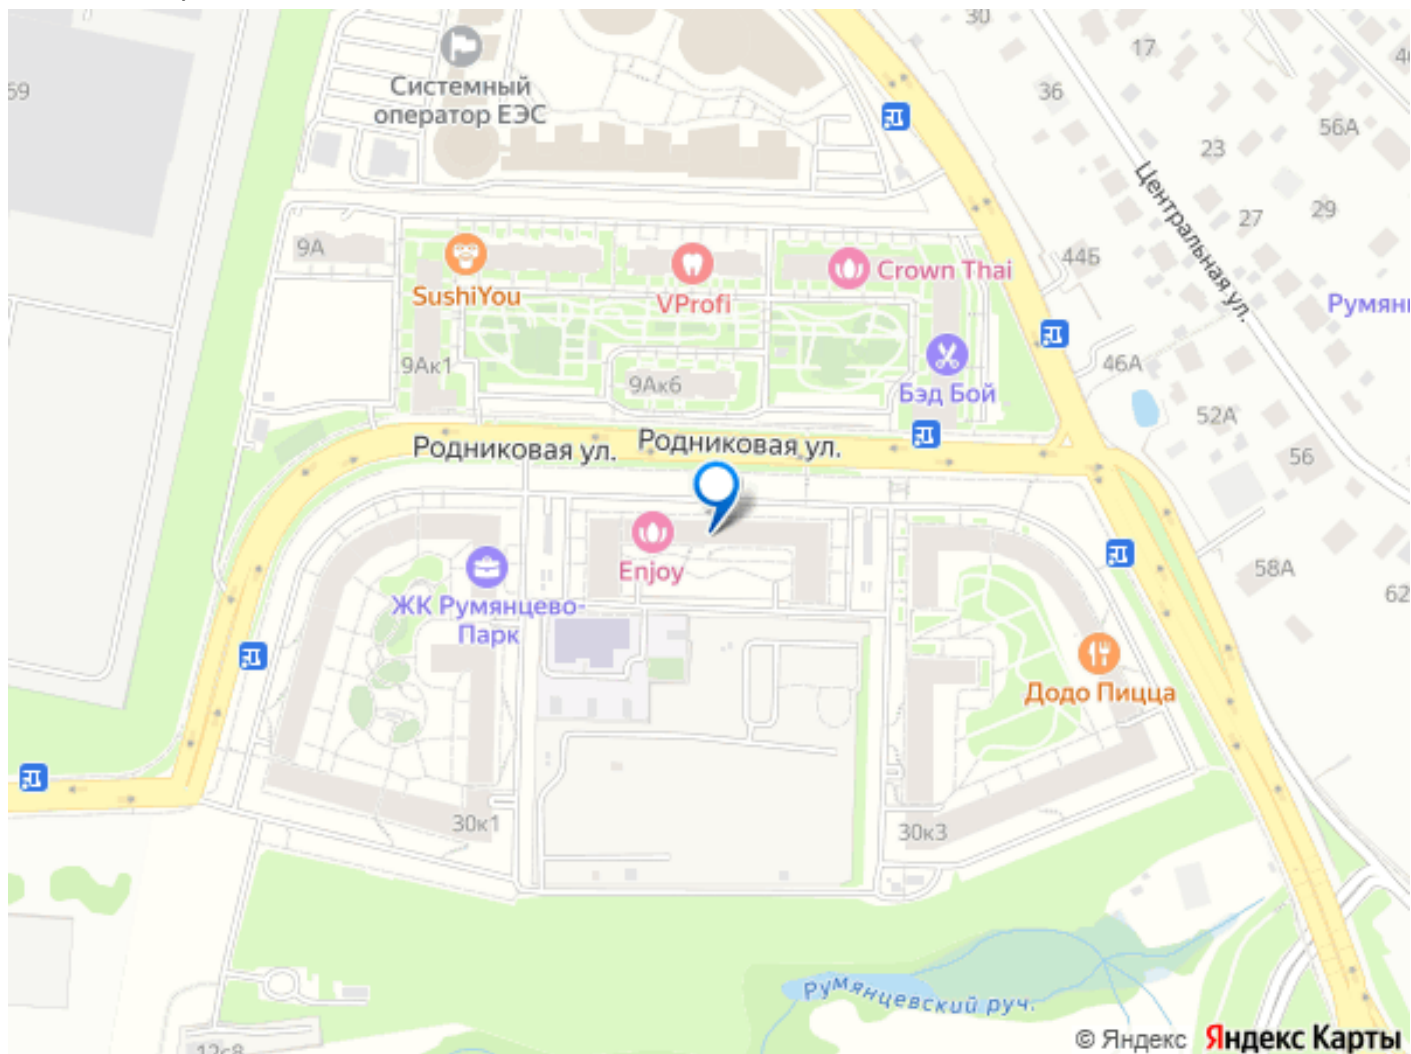 30
17
36
56А
23
27
29
59
Системный
оператор ЕЭС
Центральная ул.
9А
SushiYou
VProfi
Crown Thai
44Б
9Ак1
9Ак6
Бэд Бой
46А
52А
56
Родниковая ул.
Родниковая ул.
Enjoy
ЖК Румянцево-
Парк
58А
62
Додо Пицца
30к1
30к3
Румянцевский руч.
12с8
© Яндекс Яндекс Карты